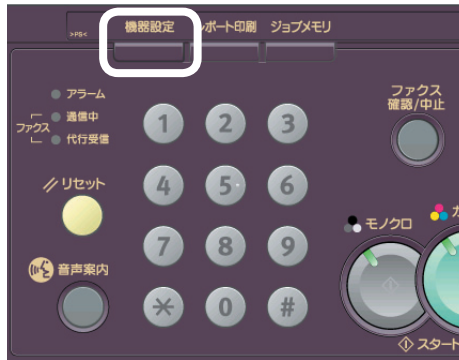 >PS<
機器設定
レポート印刷
ジョブメモリ
アラーム
ファクス
通信中
代行受信
ファクス
確認/中止
リセット
音声案内
1 2 3
4 5 6
7 8 9
* 0 #
モノクロ
カ
スタート